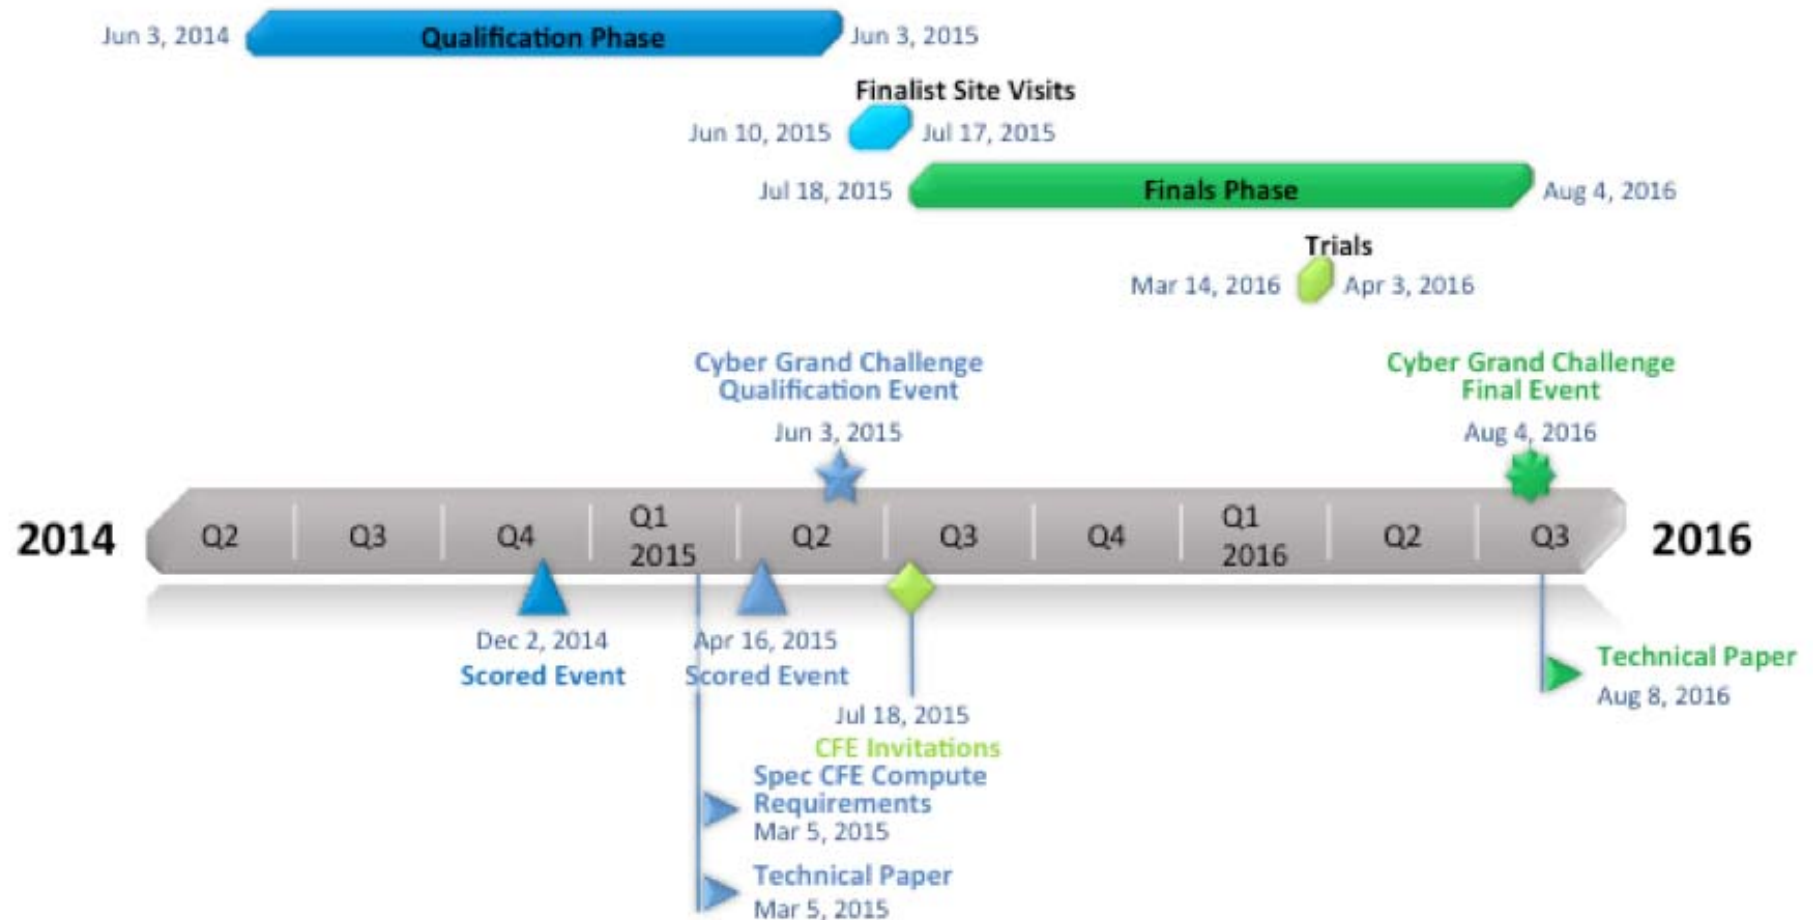 Jun 3, 2014
Qualification Phase
Jun 3, 2015
Finalist Site Visits
Jun 10, 2015
Jul 17, 2015
Jul 18, 2015
Finals Phase
Aug 4, 2016
Trials
Mar 14, 2016
Apr 3, 2016
Cyber Grand Challenge
Qualification Event
Jun 3, 2015
Cyber Grand Challenge
Final Event
Aug 4, 2016
2014
Q2
Q3
Q4
Q1
2015
Q2
Q3
Q4
Q1
2016
Q2
Q3
2016
Dec 2, 2014
Scored Event
Apr 16, 2015
Scored Event
Jul 18, 2015
CFE Invitations
Spec CFE Compute
Requirements
Mar 5, 2015
Technical Paper
Mar 5, 2015
Technical Paper
Aug 8, 2016